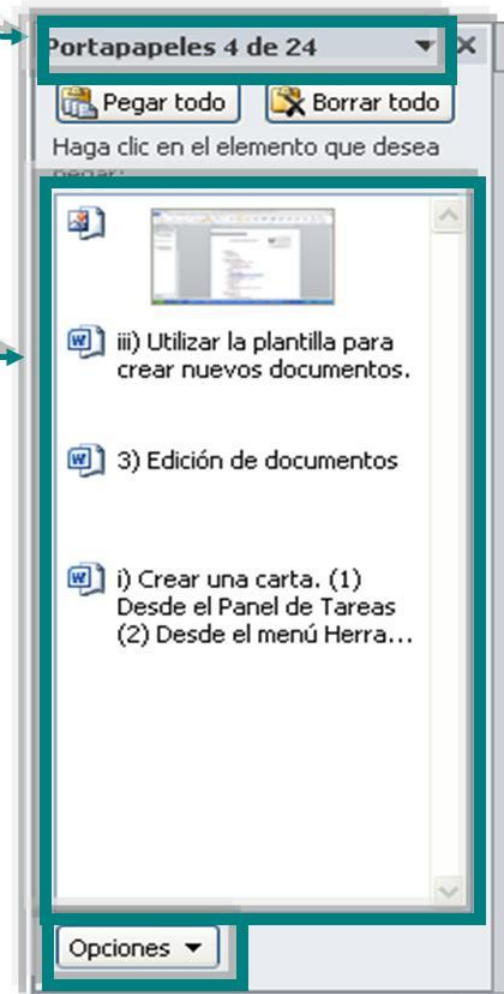 Portapapeles 4 de 24
Pegar todo Borrar todo
Haga clic en el elemento que desea
pegar:
iii) Utilizar la plantilla para
crear nuevos documentos.
3) Edición de documentos
i) Crear una carta. (1)
Desde el Panel de Tareas
(2) Desde el menú Herra...
Opciones